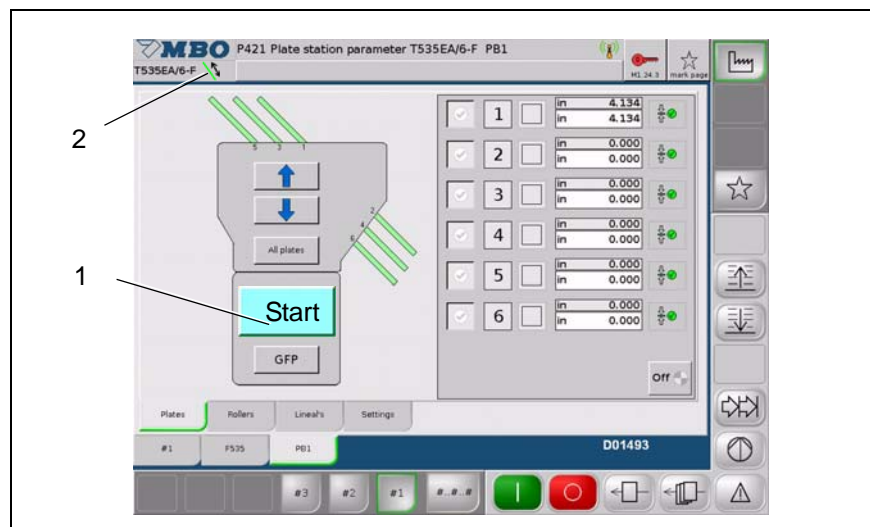 MBO P421 Plate station parameter T535EA/6-F PB1
T535EA/6-F
M1 24.3 mark page
2
5 3 1
1 in 4.134
in 4.134
2 in 0.000
in 0.000
2
4
6
All plates
3 in 0.000
in 0.000
4 in 0.000
in 0.000
1
Start
5 in 0.000
in 0.000
6 in 0.000
in 0.000
GFP
Off
Plates Rollers Lineal's Settings
#1 F535 PB1 D01493
#3 #2 #1 #..#..#